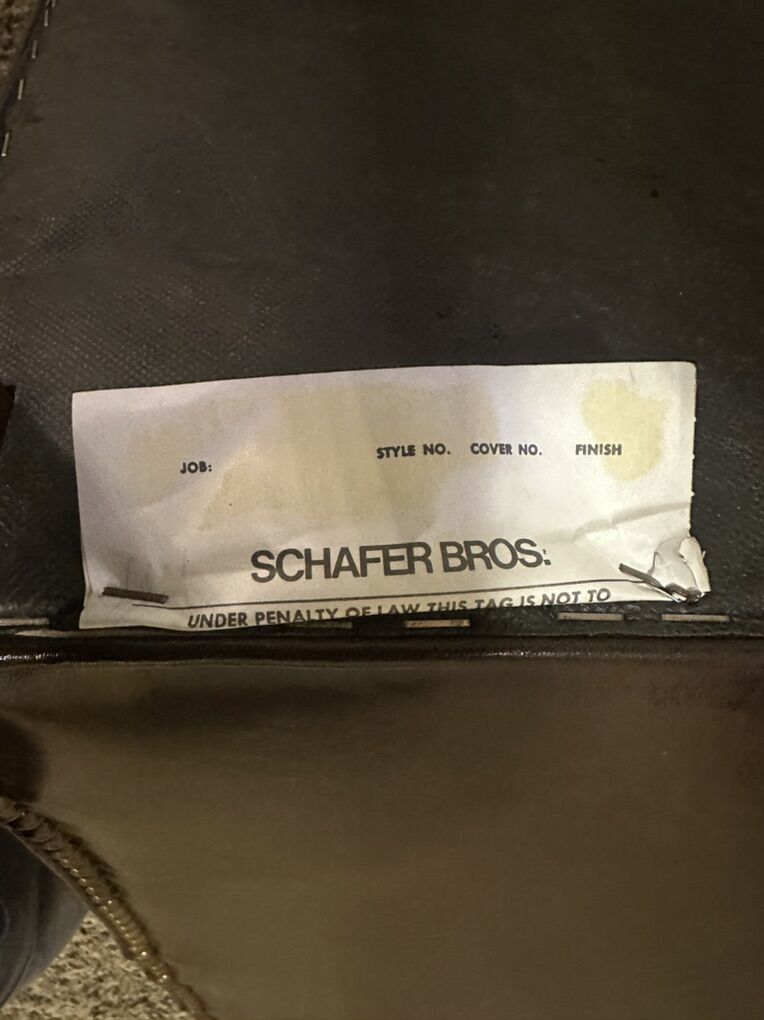 JOB: STYLE NO. COVER NO. FINISH
SCHAFER BROS.
UNDER PENALTY OF LAW THIS TAG IS NOT TO